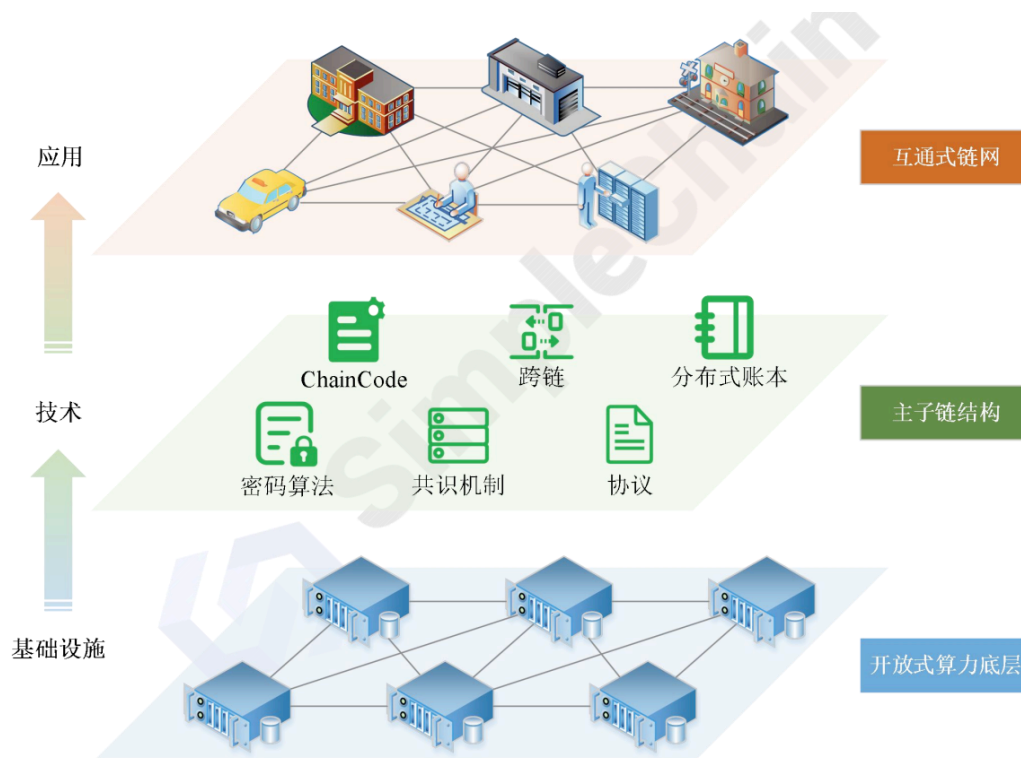 应用
互通式链网
ChainCode
跨链
分布式账本
技术
主子链结构
密码算法
共识机制
协议
基础设施
开放式算力底层
Simplechain